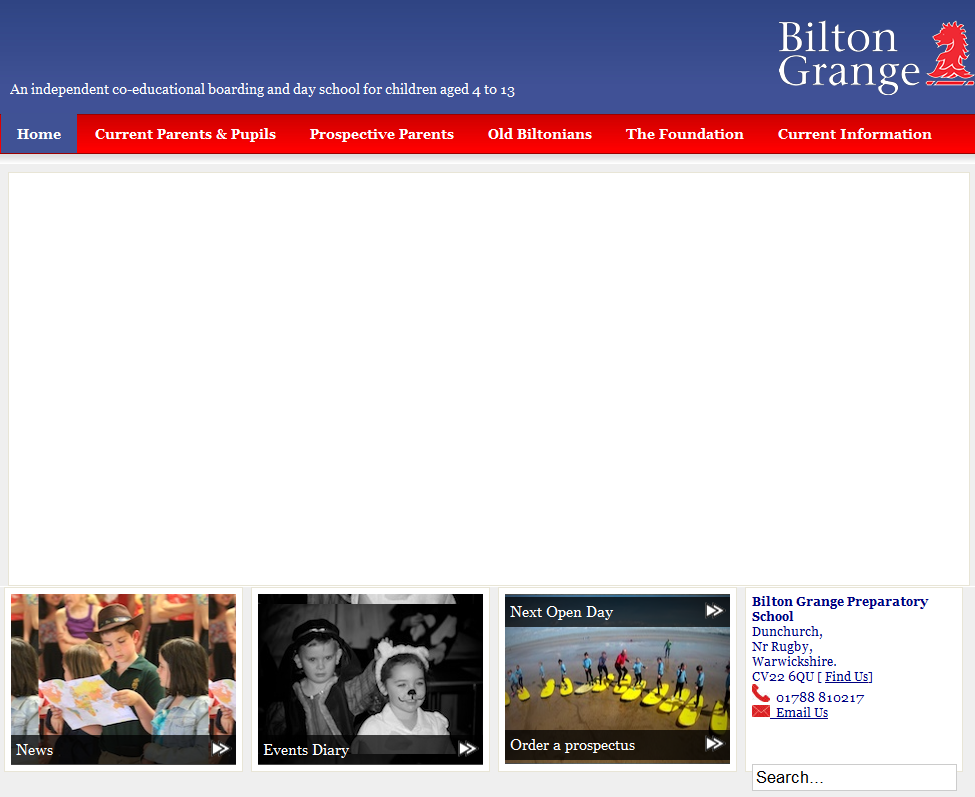 Bilton
Grange
An independent co-educational boarding and day school for children aged 4 to 13
Home Current Parents & Pupils Prospective Parents Old Biltonians The Foundation Current Information
News
Events Diary
Next Open Day
Order a prospectus
Bilton Grange Preparatory
School
Dunchurch,
Nr Rugby,
Warwickshire.
CV22 6QU [ Find Us]
01788 810217
Email Us
Search...